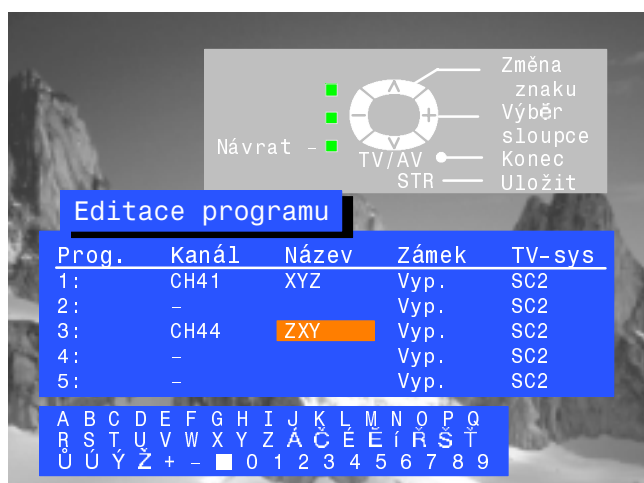 Změna
znaku
Výběr
sloupce
Návrat –
TV/AV Konec
STR Uložit
Editace programu
Prog. Kanál Název Zámek TV-sys
1: CH41 XYZ Vyp. SC2
2: – Vyp. SC2
3: CH44 ZXY Vyp. SC2
4: – Vyp. SC2
5: – Vyp. SC2
A B C D E F G H I J K L M N O P Q
R S T U V W X Y Z Á Č É Ě Í Ř Š Ť
Ů Ú Ý Ž + – 0 1 2 3 4 5 6 7 8 9